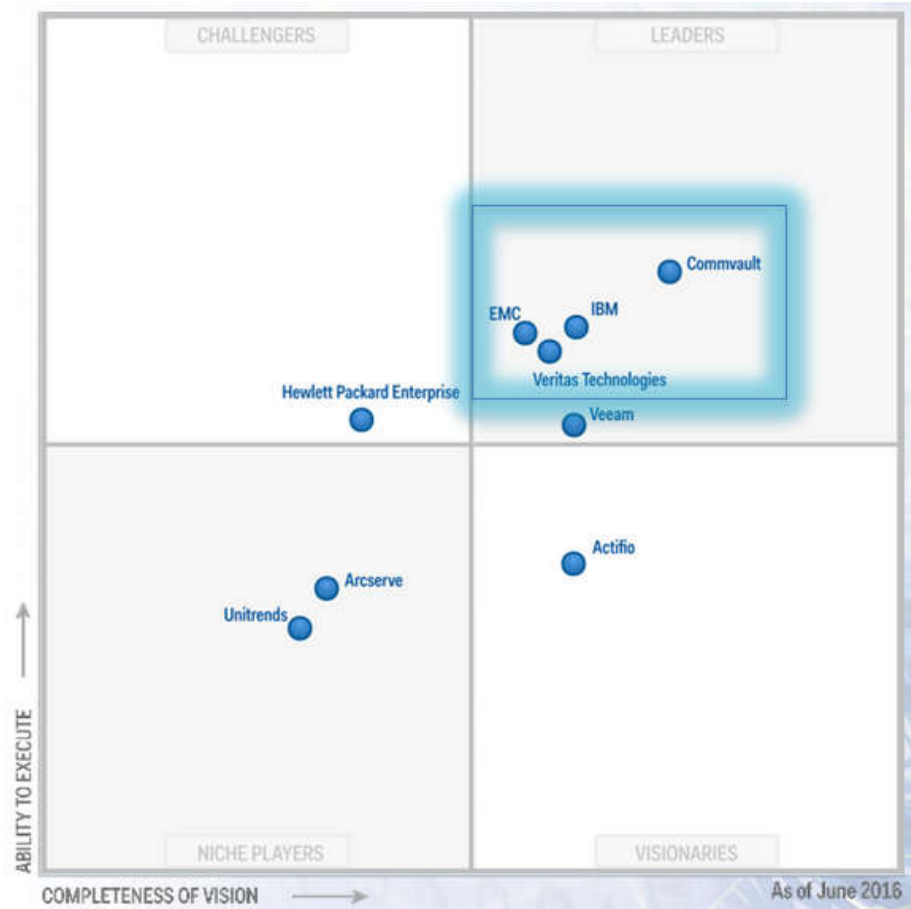 CHALLENGERS
LEADERS
Commvault
EMC
IBM
Veritas Technologies
Hewlett Packard Enterprise
Veeam
Actifio
Arcserve
Unitrends
ABILITY TO EXECUTE
NICHE PLAYERS
VISIONARIES
COMPLETENESS OF VISION
As of June 2016